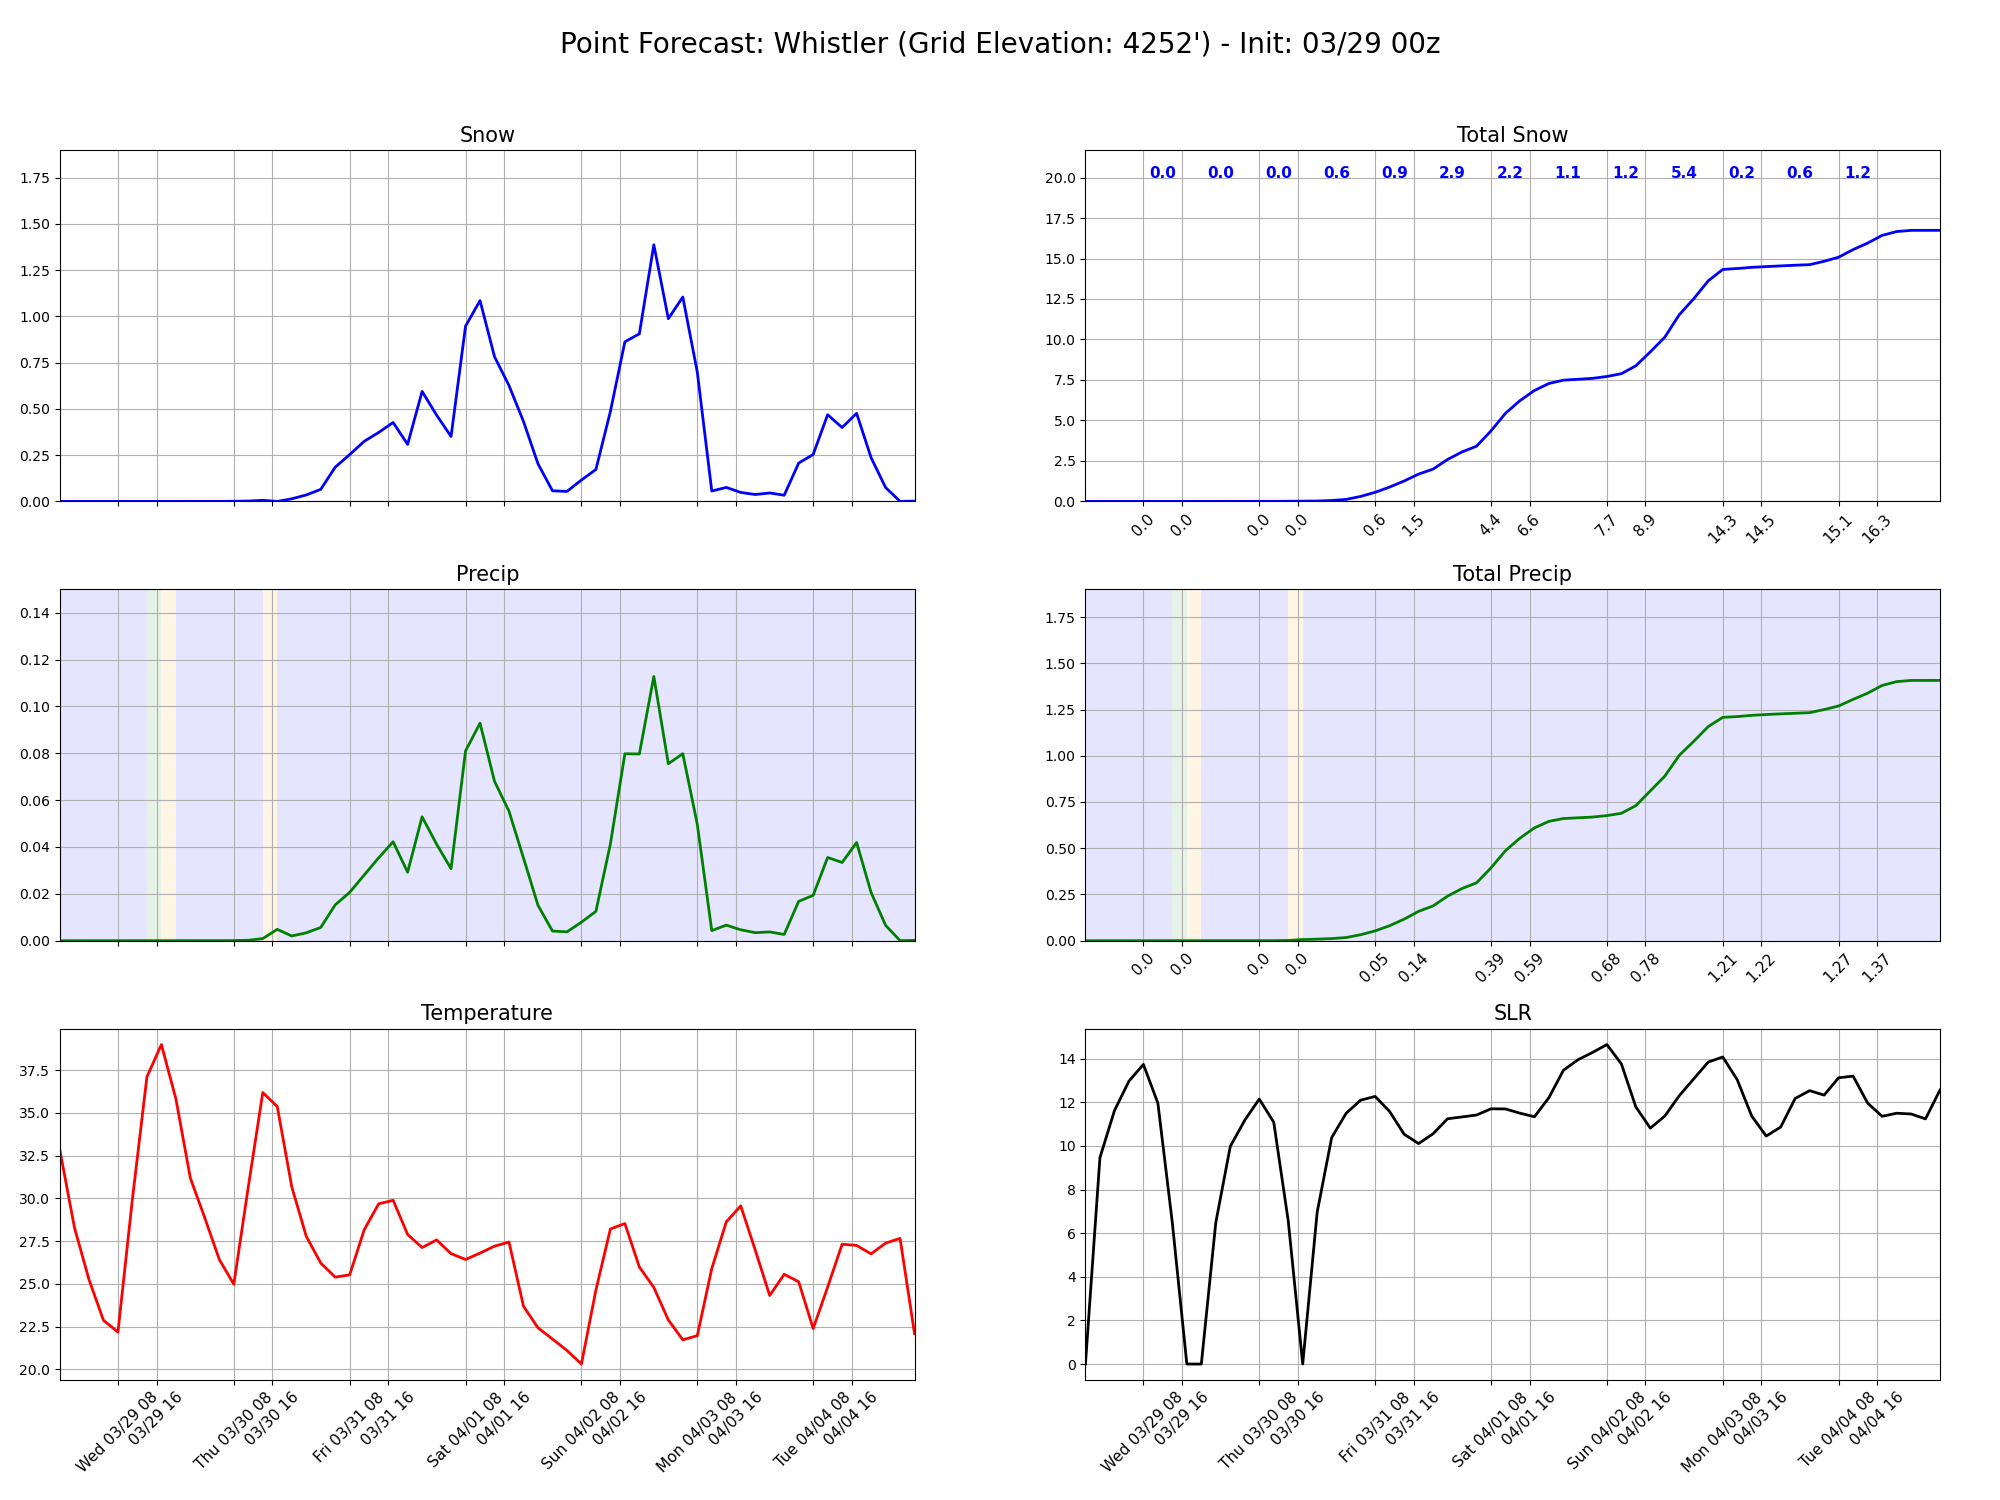 Point Forecast: Whistler (Grid Elevation: 4252') - Init: 03/29 00z
Snow
1.75
1.50
1.25
1.00
0.75
0.50
0.25
0.00
Total Snow
0.0 0.0 0.0 0.6 0.9 2.9 2.2 1.1 1.2 5.4 0.2 0.6 1.2
20.0
17.5
15.0
12.5
10.0
7.5
5.0
2.5
0.0
0.0 0.0 0.0 0.0 0.6 1.5 4.4 6.6 7.7 8.9 14.3 14.5 15.1 16.3
Precip
0.14
0.12
0.10
0.08
0.06
0.04
0.02
0.00
Total Precip
1.75
1.50
1.25
1.00
0.75
0.50
0.25
0.00
0.0 0.0 0.0 0.0 0.05 0.14 0.39 0.59 0.68 0.78 1.21 1.22 1.27 1.37
Temperature
37.5
35.0
32.5
30.0
27.5
25.0
22.5
20.0
Wed 03/29 08
03/29 16
Thu 03/30 08
03/30 16
Fri 03/31 08
03/31 16
Sat 04/01 08
04/01 16
Sun 04/02 08
04/02 16
Mon 04/03 08
04/03 16
Tue 04/04 08
04/04 16
SLR
14
12
10
8
6
4
2
0
Wed 03/29 08
03/29 16
Thu 03/30 08
03/30 16
Fri 03/31 08
03/31 16
Sat 04/01 08
04/01 16
Sun 04/02 08
04/02 16
Mon 04/03 08
04/03 16
Tue 04/04 08
04/04 16